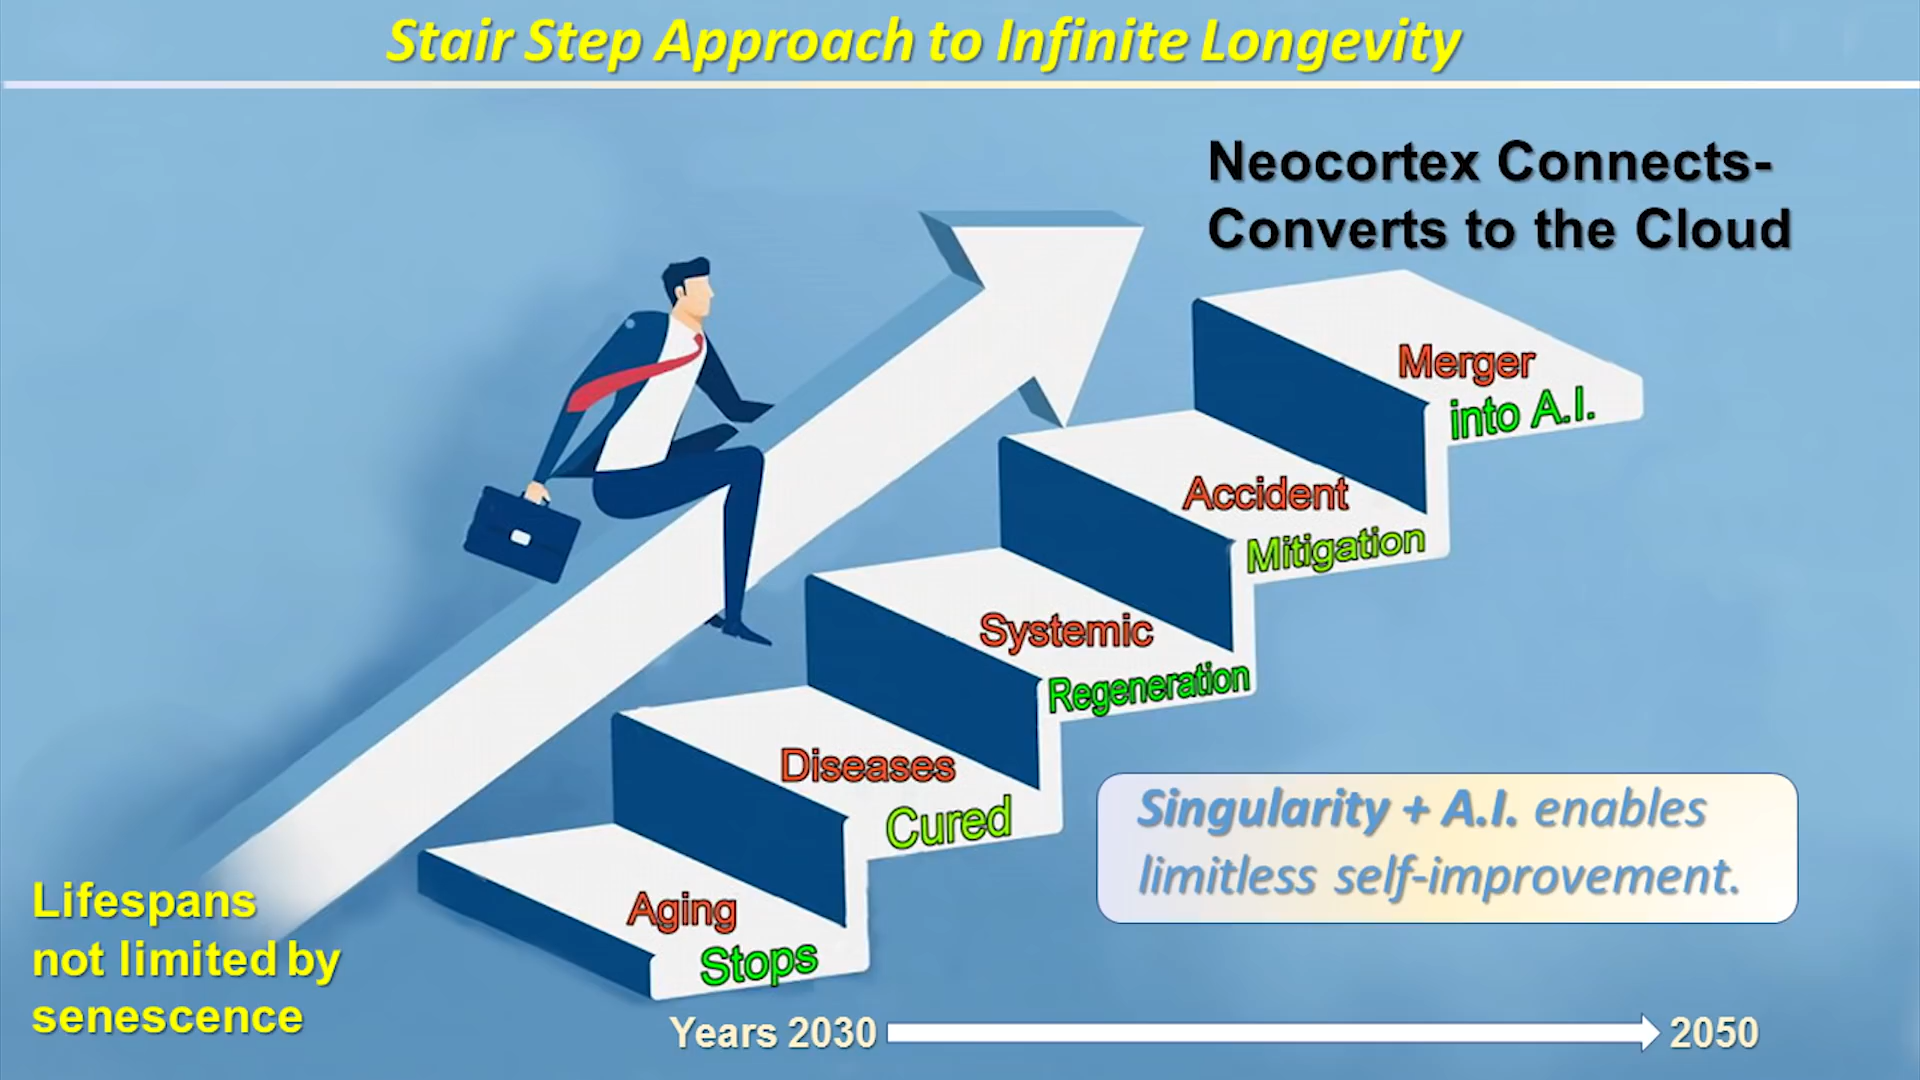 Stair Step Approach to Infinite Longevity
Neocortex Connects-
Converts to the Cloud
Merger
into A.I.
Accident
Mitigation
Systemic
Regeneration
Diseases
Cured
Aging
Stops
Singularity + A.I. enables
limitless self-improvement.
Lifespans
not limited by
senescence
Years 2030
2050